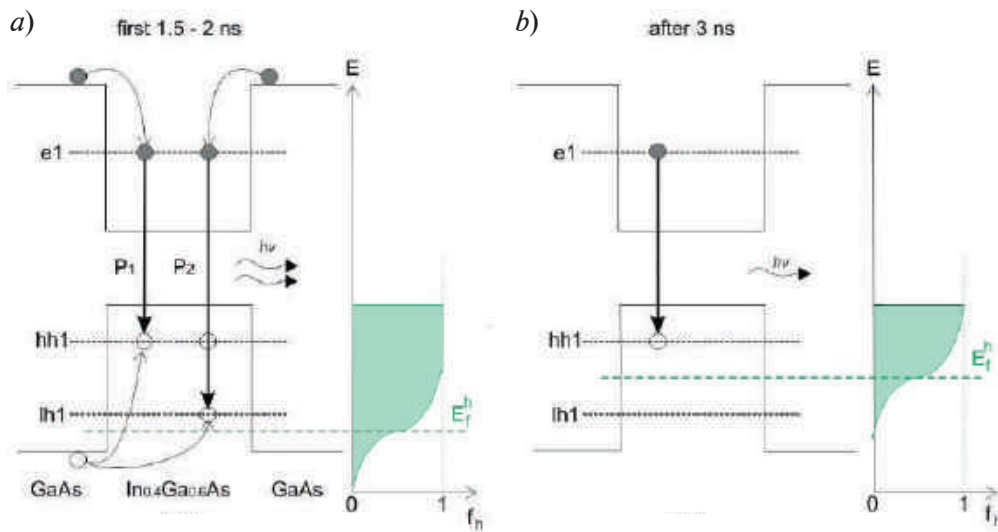 a)
first 1.5 - 2 ns
E
e1
P1
P2
hν
hh1
lh1
E_f^h
GaAs
In0.4Ga0.6As
GaAs
0
1
f_h
b)
after 3 ns
E
e1
hν
hh1
E_f^h
lh1
0
1
f_h